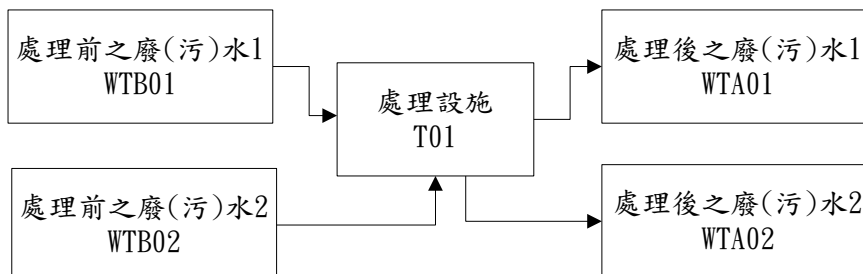 處理前之廢(污)水1
WTB01
處理設施
T01
處理後之廢(污)水1
WTA01
處理前之廢(污)水2
WTB02
處理後之廢(污)水2
WTA02